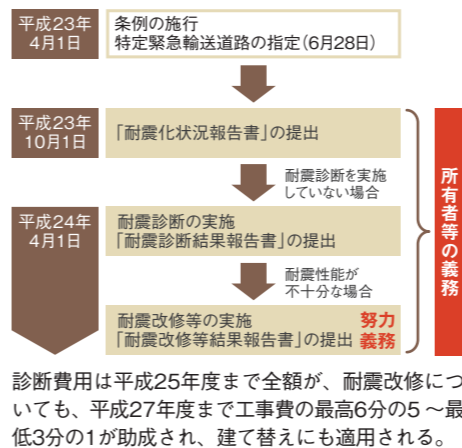 平成23年
4月1日
条例の施行
特定緊急輸送道路の指定（6月28日）
平成23年
10月1日
「耐震化状況報告書」の提出
耐震診断を実施
していない場合
平成24年
4月1日
耐震診断の実施
「耐震診断結果報告書」の提出
耐震性能が
不十分な場合
耐震改修等の実施
「耐震改修等結果報告書」の提出
努力
義務
所有者等の義務
診断費用は平成25年度まで全額が、耐震改修につ
いても、平成27年度まで工事費の最高6分の5～最
低3分の1が助成され、建て替えにも適用される。